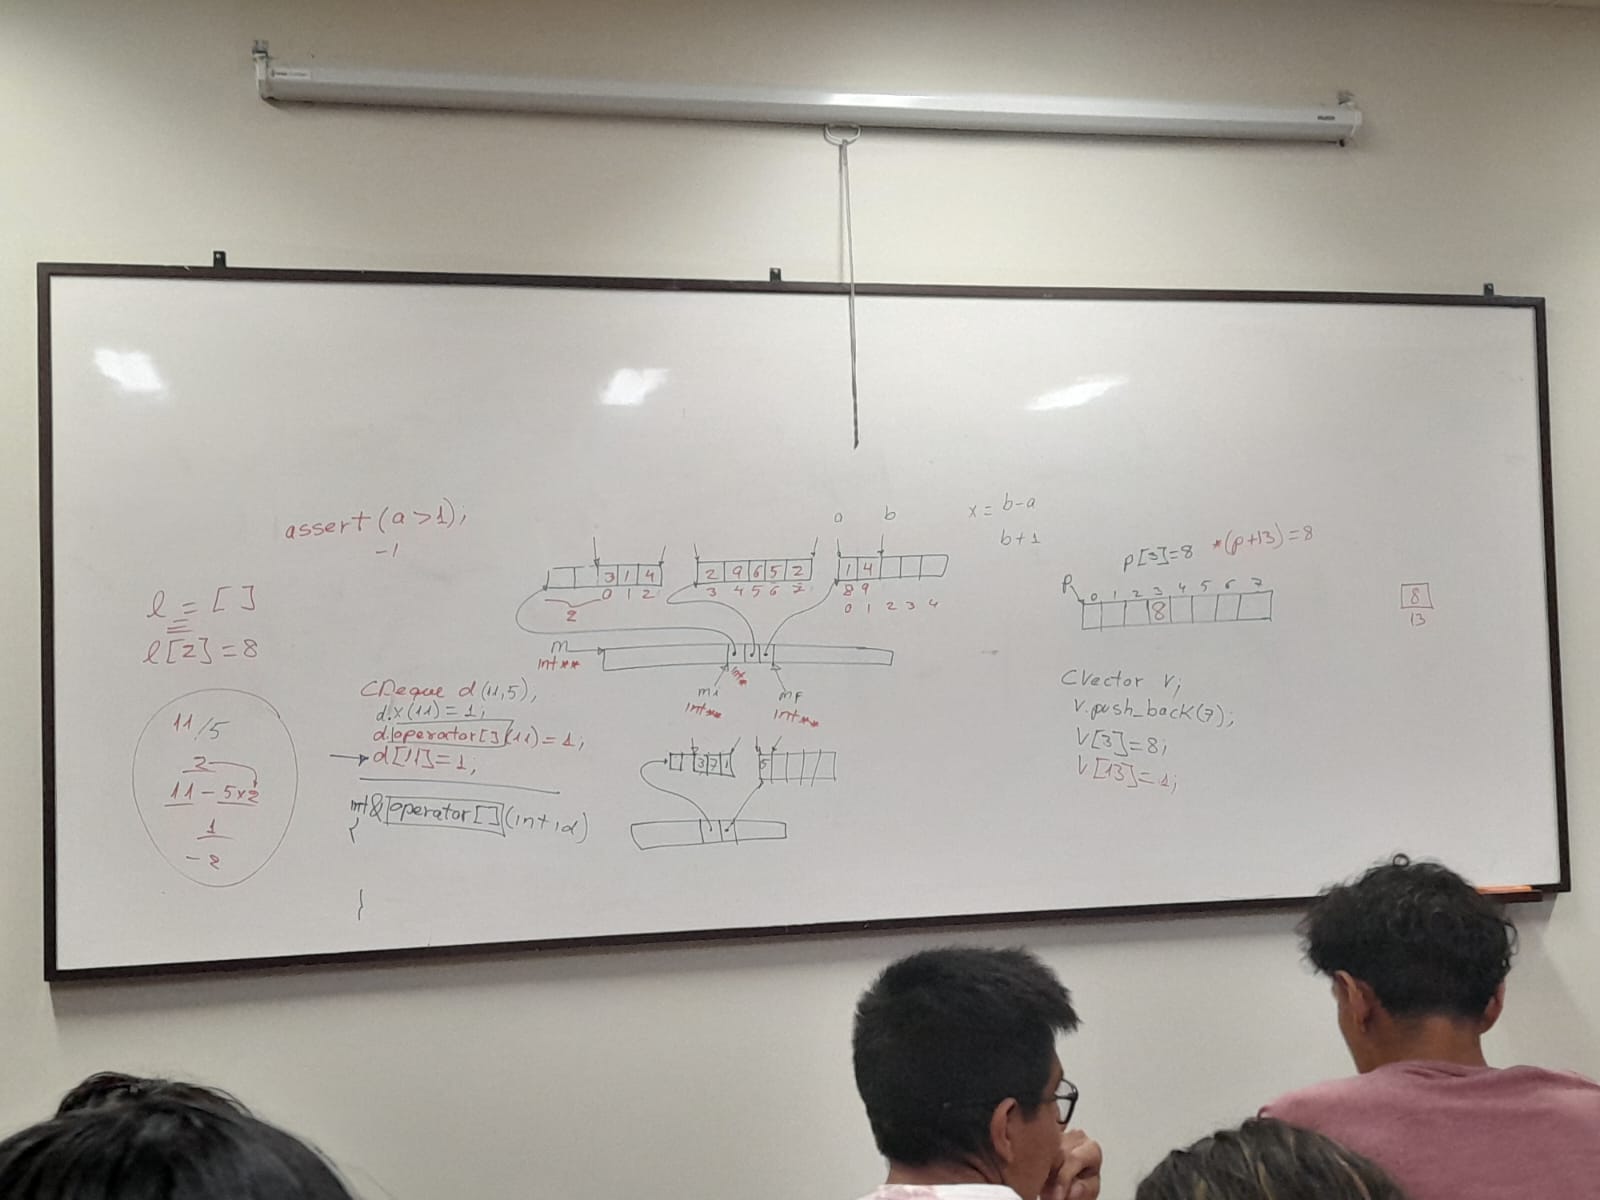 assert(a>1);
-1
l = []
l[2]=8
11/5
2
11-5x2
1
-2
CDeque d(11,5);
d.x(11)=1;
d.operator[](11)=1;
d[11]=1;
int& operator[](int id)
{
}
3 1 4
0 1 2
2
2 9 6 5 2
3 4 5 6 7
a b
1 4
8 9
0 1 2 3 4
x = b-a
b+1
m
int**
mi
int**
mf
int**
3 7 1
5
p[3]=8 *(p+13)=8
P
0 1 2 3 4 5 6 7
8
8
13
CVector v;
v.push_back(7);
v[3]=8;
v[13]=1;